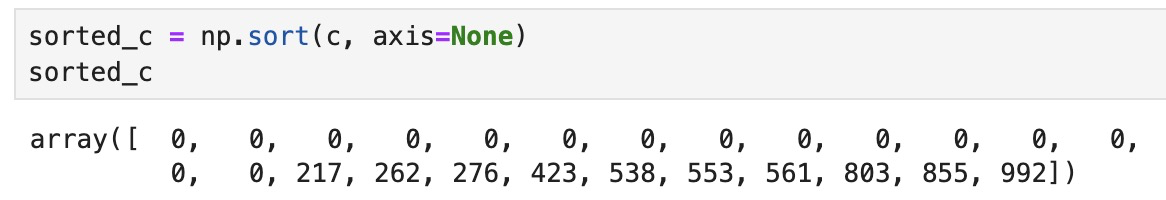 sorted_c = np.sort(c, axis=None)
sorted_c
array([  0,   0,   0,   0,   0,   0,   0,   0,   0,   0,   0,   0,   0,
         0,   0, 217, 262, 276, 423, 538, 553, 561, 803, 855, 992])